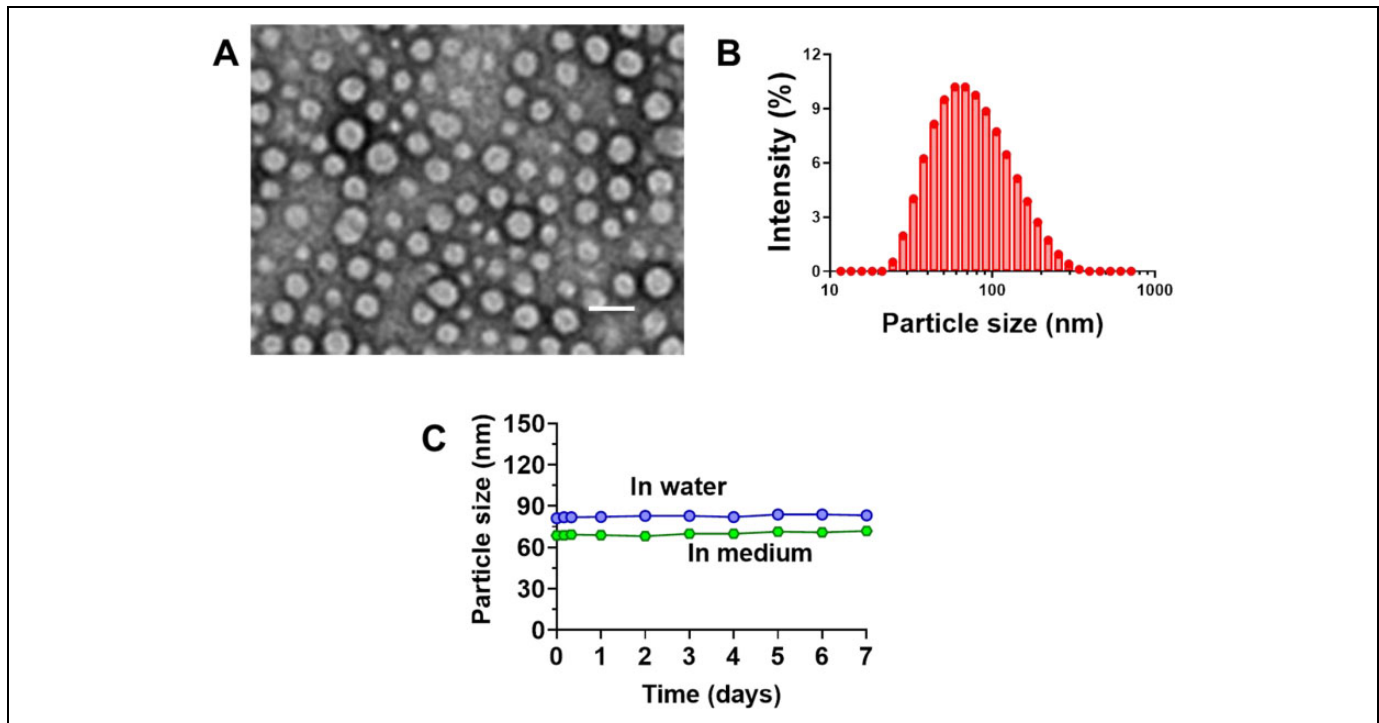 A
B
Intensity (%)
12
9
6
3
0
10
100
1000
Particle size (nm)
C
Particle size (nm)
150
120
90
60
30
0
In water
In medium
0 1 2 3 4 5 6 7
Time (days)